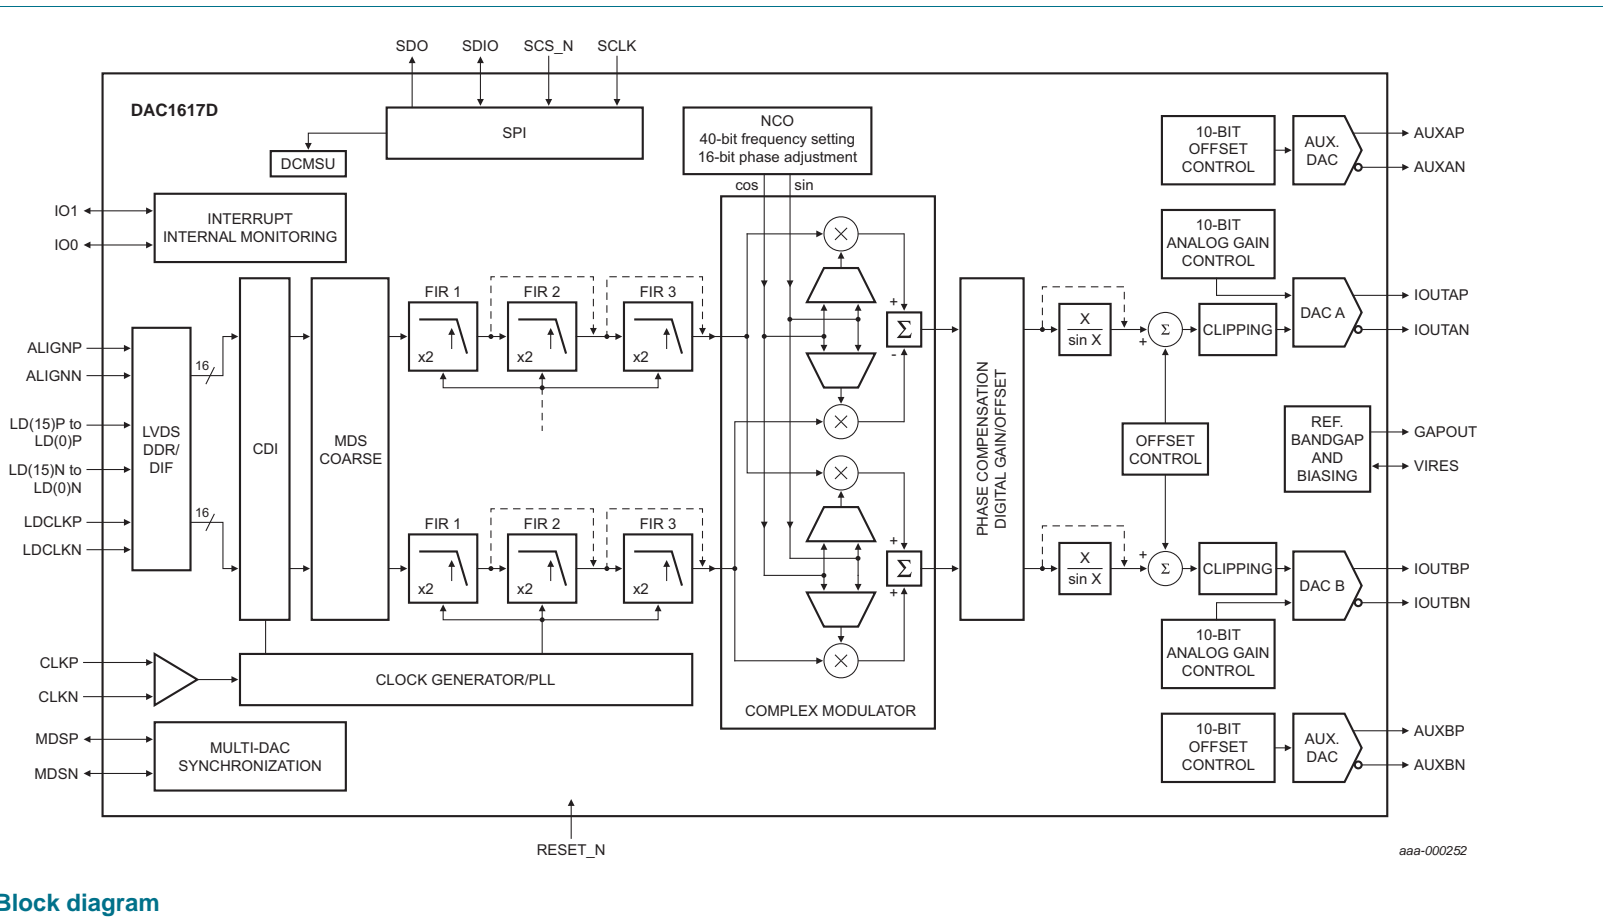 SDO SDIO SCS_N SCLK
DAC1617D
SPI
DCMSU
NCO
40-bit frequency setting
16-bit phase adjustment
cos sin
10-BIT
OFFSET
CONTROL
AUX.
DAC
AUXAP
AUXAN
IO1
IO0
INTERRUPT
INTERNAL MONITORING
10-BIT
ANALOG GAIN
CONTROL
FIR 1 FIR 2 FIR 3
x2 x2 x2
×
+
Σ
-
×
X
sin X
Σ
+
CLIPPING
DAC A
IOUTAP
IOUTAN
ALIGNP
ALIGNN
LD(15)P to
LD(0)P
LD(15)N to
LD(0)N
LDCLKP
LDCLKN
LVDS
DDR/
DIF
16
16
CDI
MDS
COARSE
PHASE COMPENSATION
DIGITAL GAIN/OFFSET
OFFSET
CONTROL
REF.
BANDGAP
AND
BIASING
GAPOUT
VIRES
FIR 1 FIR 2 FIR 3
x2 x2 x2
×
+
Σ
+
×
X
sin X
+
Σ
CLIPPING
DAC B
IOUTBP
IOUTBN
10-BIT
ANALOG GAIN
CONTROL
CLKP
CLKN
CLOCK GENERATOR/PLL
COMPLEX MODULATOR
MDSP
MDSN
MULTI-DAC
SYNCHRONIZATION
10-BIT
OFFSET
CONTROL
AUX.
DAC
AUXBP
AUXBN
RESET_N
aaa-000252
Block diagram